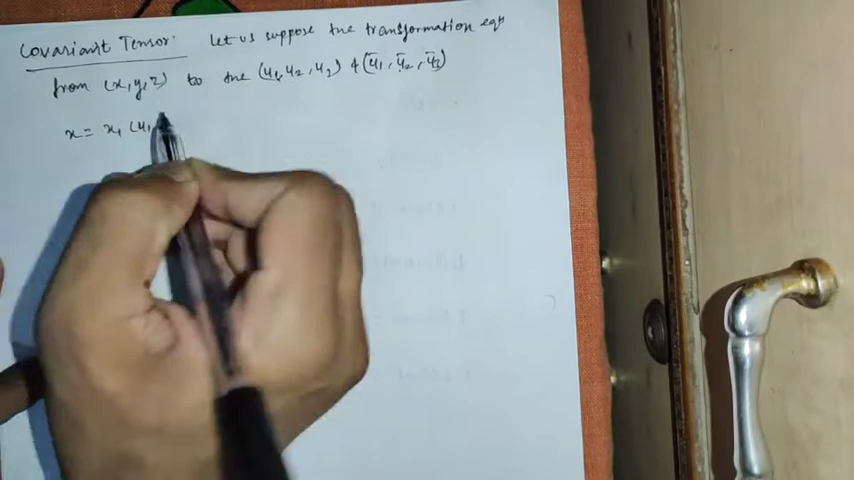 Covariant Tensor: Let us suppose the transformation eqⁿ
from (x, y, z) to the (u₁, u₂, u₃) & (ū₁, ū₂, ū₃)
x = x₁ (u₁